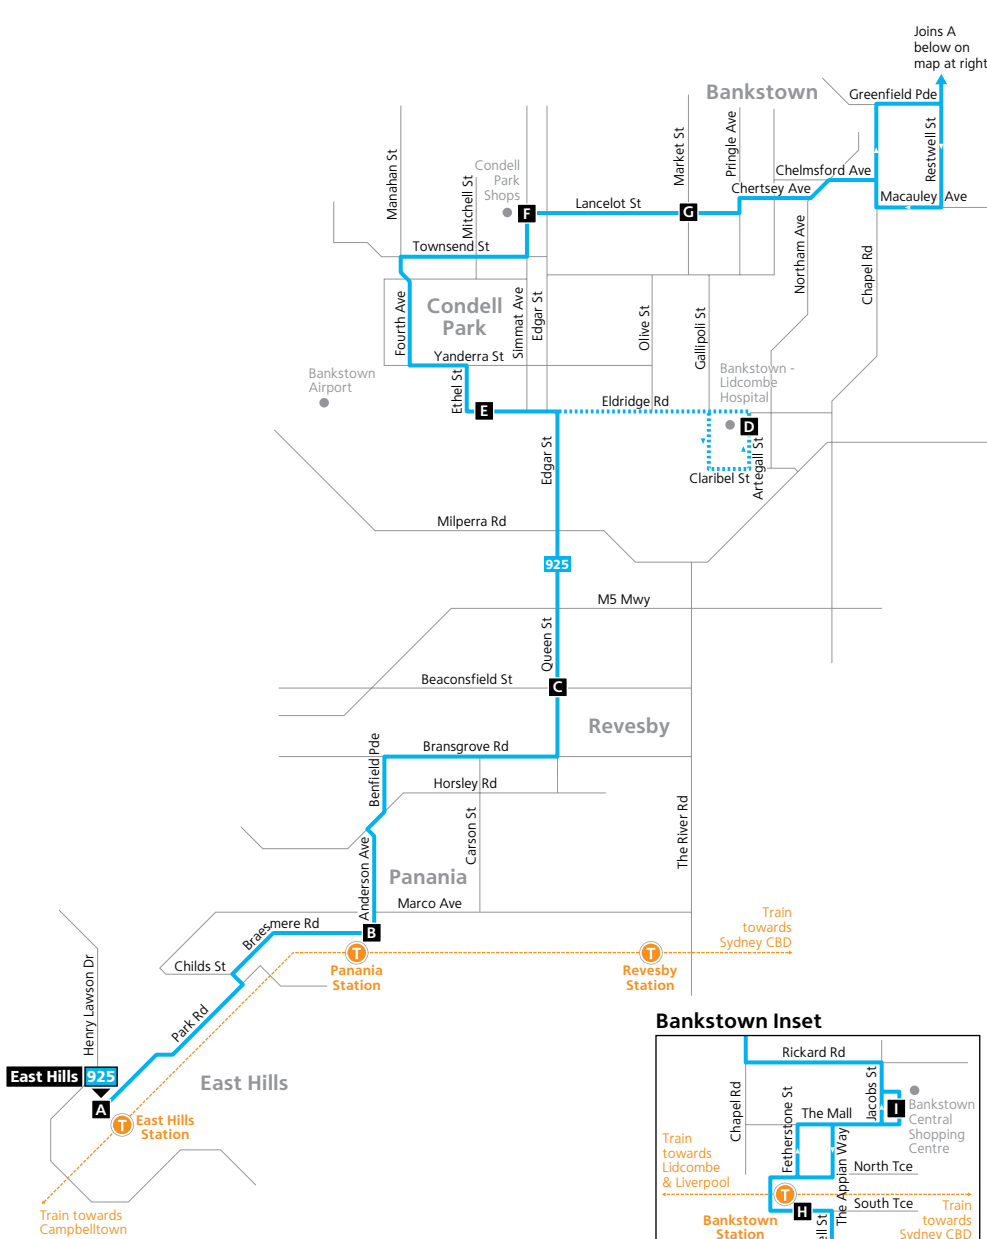 Joins A
below on
map at right
Bankstown
Greenfield Pde
Manahan St
Mitchell St
Condell
Park
Shops
Market St
Pringle Ave
Restwell St
Chelmsford Ave
Chertsey Ave
Macauley Ave
F
Lancelot St
G
Townsend St
Northam Ave
Chapel Rd
Fourth Ave
Condell
Park
Simmat Ave
Edgar St
Olive St
Gallipoli St
Yanderra St
Bankstown
Airport
Ethel St
Bankstown -
Lidcombe
Hospital
E
Eldridge Rd
D
Edgar St
Artegall St
Claribel St
Milperra Rd
925
M5 Mwy
Queen St
Beaconsfield St
C
Revesby
Benfield Pde
Bransgrove Rd
Horsley Rd
Carson St
The River Rd
Anderson Ave
Panania
Marco Ave
Braesmere Rd
B
Train
towards
Sydney CBD
Childs St
T
Panania
Station
T
Revesby
Station
Henry Lawson Dr
Park Rd
East Hills 925
East Hills
A
T
East Hills
Station
Train towards
Campbelltown
Bankstown Inset
Rickard Rd
Chapel Rd
Jacobs St
Fetherstone St
The Mall
I
Bankstown
Central
Shopping
Centre
The Appian Way
Train
towards
Lidcombe
& Liverpool
North Tce
T
Bankstown
Station
H
South Tce
Train
towards
Sydney CBD
ell St